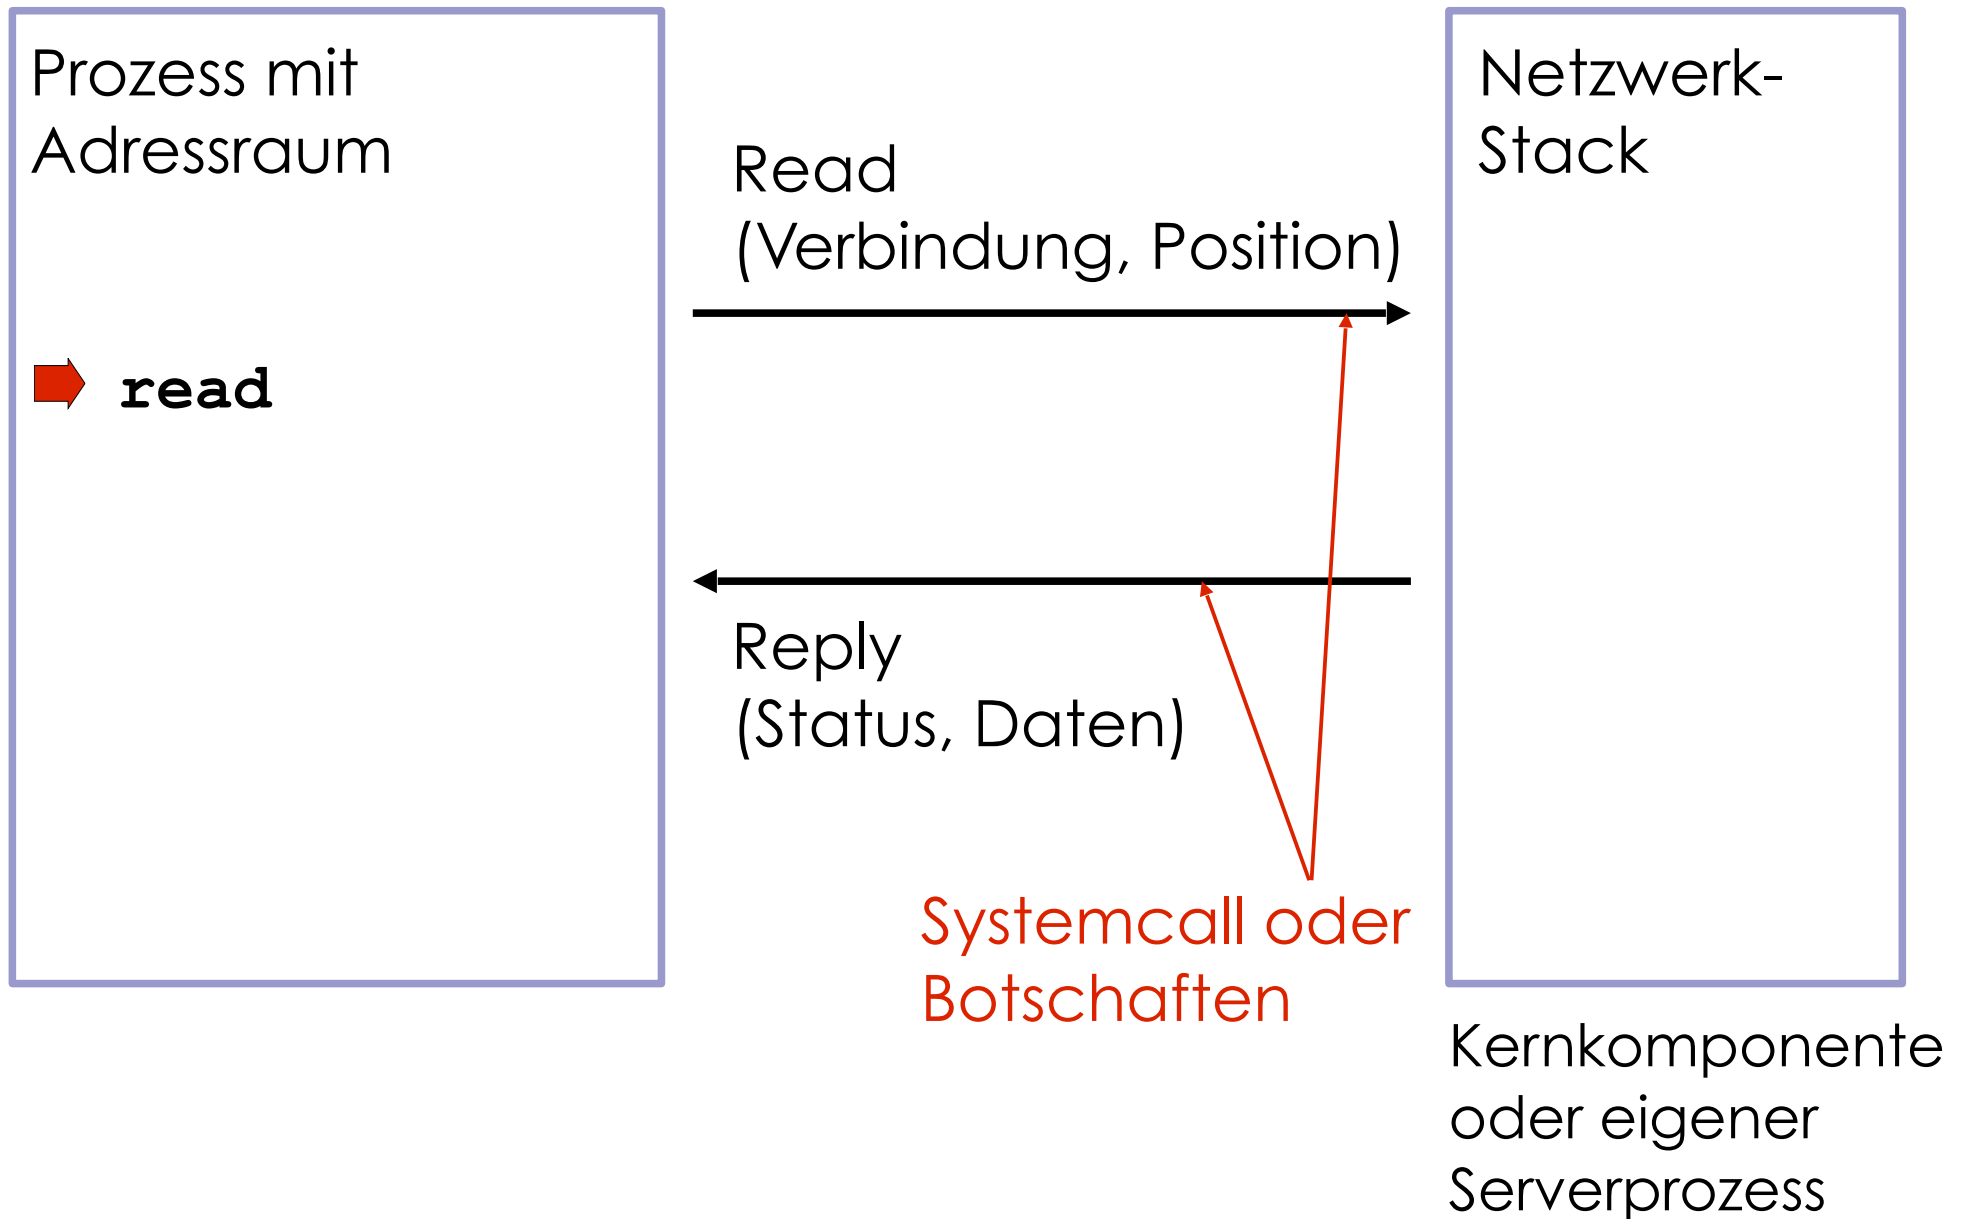 Prozess mit
Adressraum
read
Read
(Verbindung, Position)
Reply
(Status, Daten)
Systemcall oder
Botschaften
Netzwerk-
Stack
Kernkomponente
oder eigener
Serverprozess